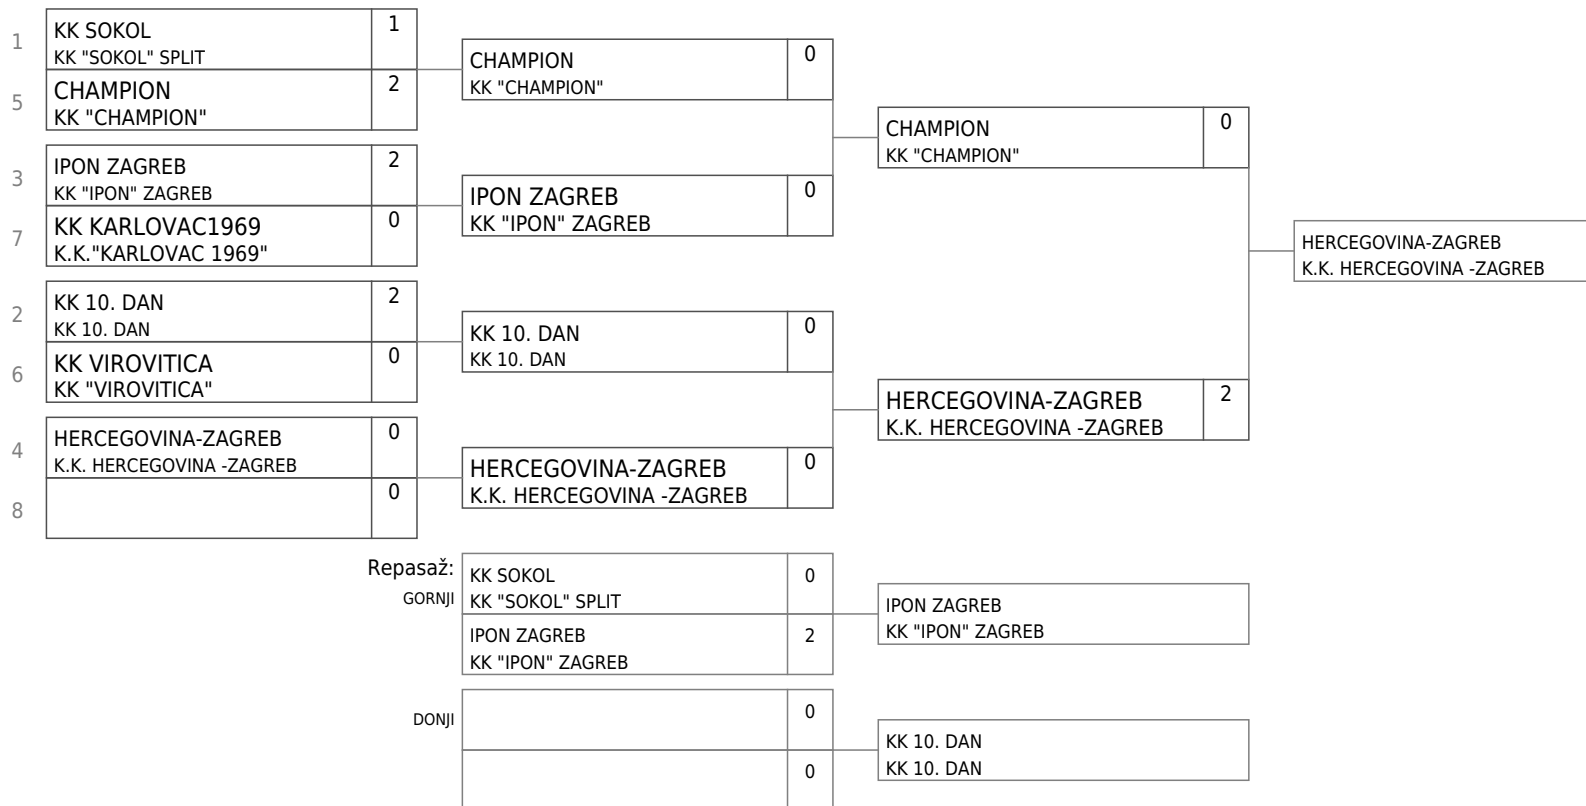 1
KK SOKOL
KK "SOKOL" SPLIT
1
5
CHAMPION
KK "CHAMPION"
2
3
IPON ZAGREB
KK "IPON" ZAGREB
2
7
KK KARLOVAC1969
K.K."KARLOVAC 1969"
0
2
KK 10. DAN
KK 10. DAN
2
6
KK VIROVITICA
KK "VIROVITICA"
0
4
HERCEGOVINA-ZAGREB
K.K. HERCEGOVINA -ZAGREB
0
8
0
CHAMPION
KK "CHAMPION"
0
IPON ZAGREB
KK "IPON" ZAGREB
0
KK 10. DAN
KK 10. DAN
0
HERCEGOVINA-ZAGREB
K.K. HERCEGOVINA -ZAGREB
0
CHAMPION
KK "CHAMPION"
0
HERCEGOVINA-ZAGREB
K.K. HERCEGOVINA -ZAGREB
2
HERCEGOVINA-ZAGREB
K.K. HERCEGOVINA -ZAGREB
Repasaž:
GORNJI
KK SOKOL
KK "SOKOL" SPLIT
0
IPON ZAGREB
KK "IPON" ZAGREB
2
IPON ZAGREB
KK "IPON" ZAGREB
DONJI
0
0
KK 10. DAN
KK 10. DAN